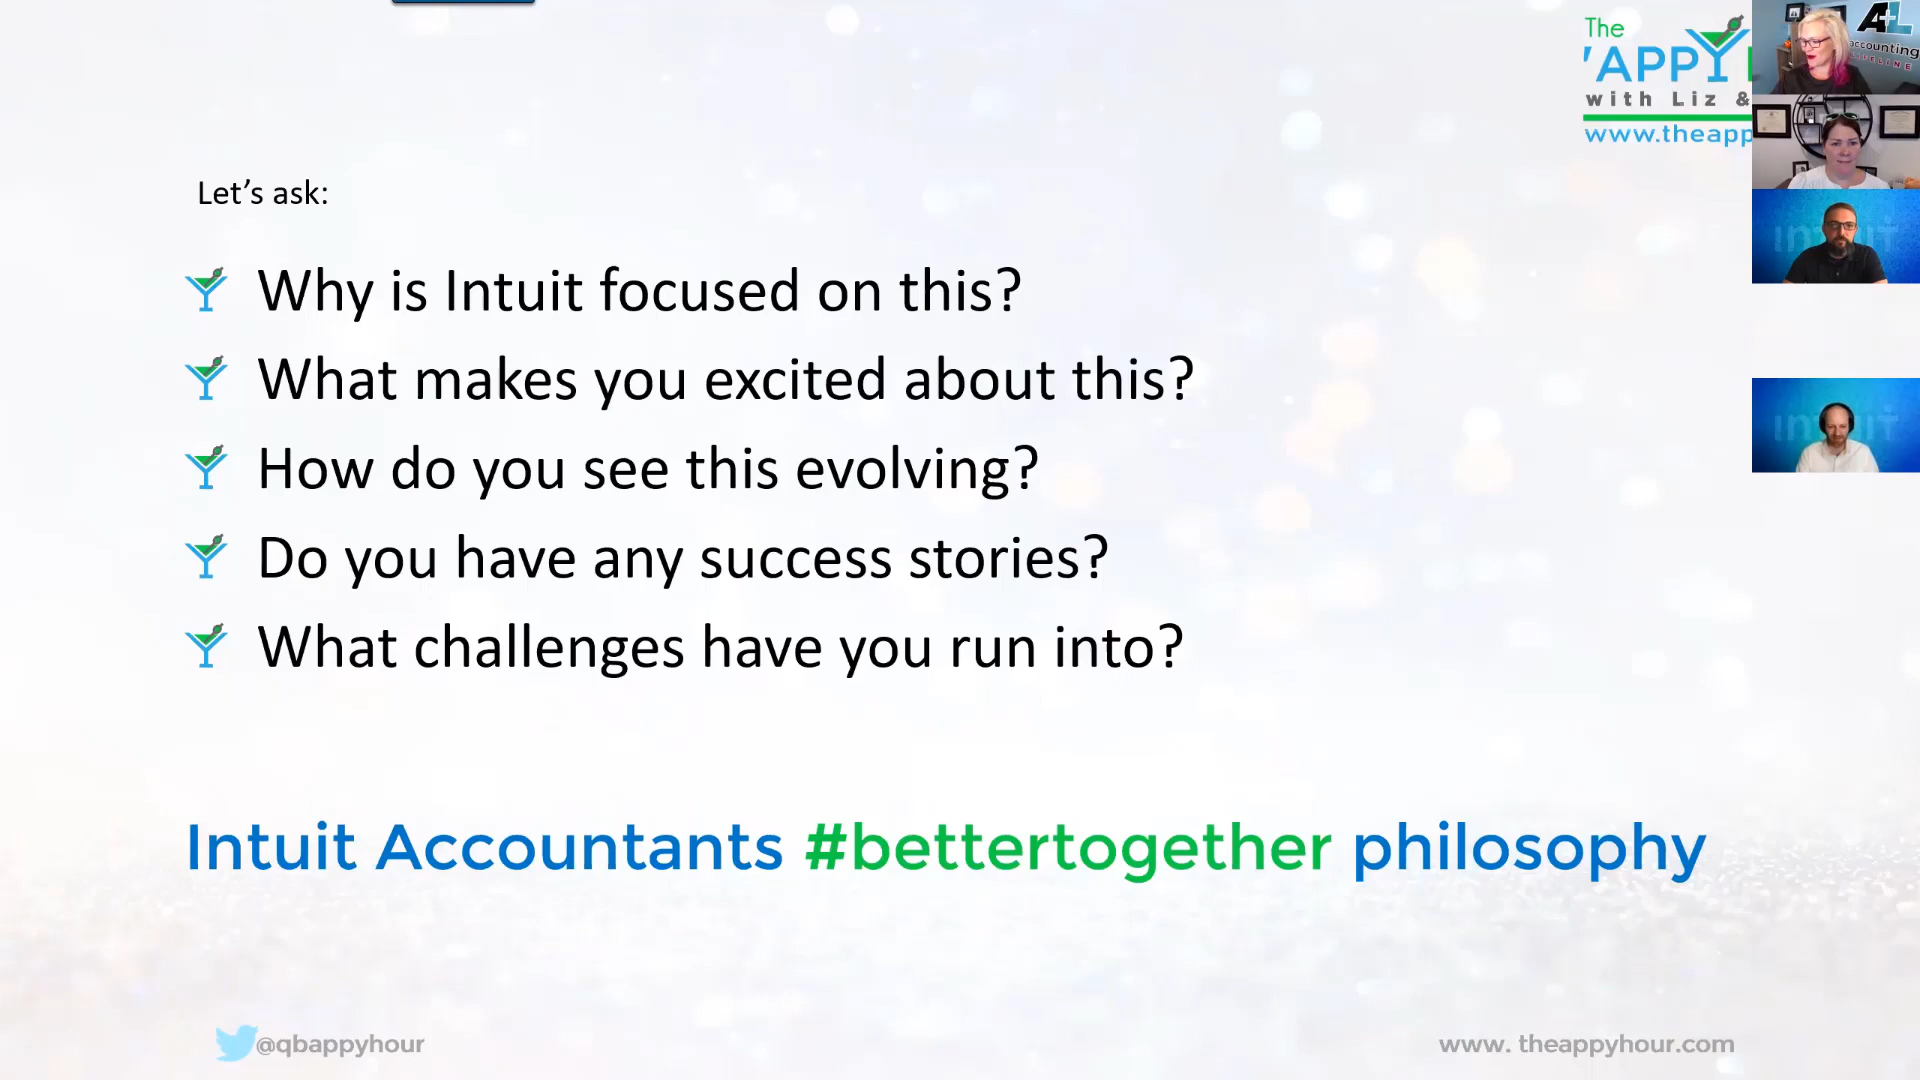 The
'APPY
with Liz &
www.theapp
accounting
LIFELINE
Let’s ask:
Why is Intuit focused on this?
What makes you excited about this?
How do you see this evolving?
Do you have any success stories?
What challenges have you run into?
Intuit Accountants #bettertogether philosophy
@qbappyhour
www. theappyhour.com